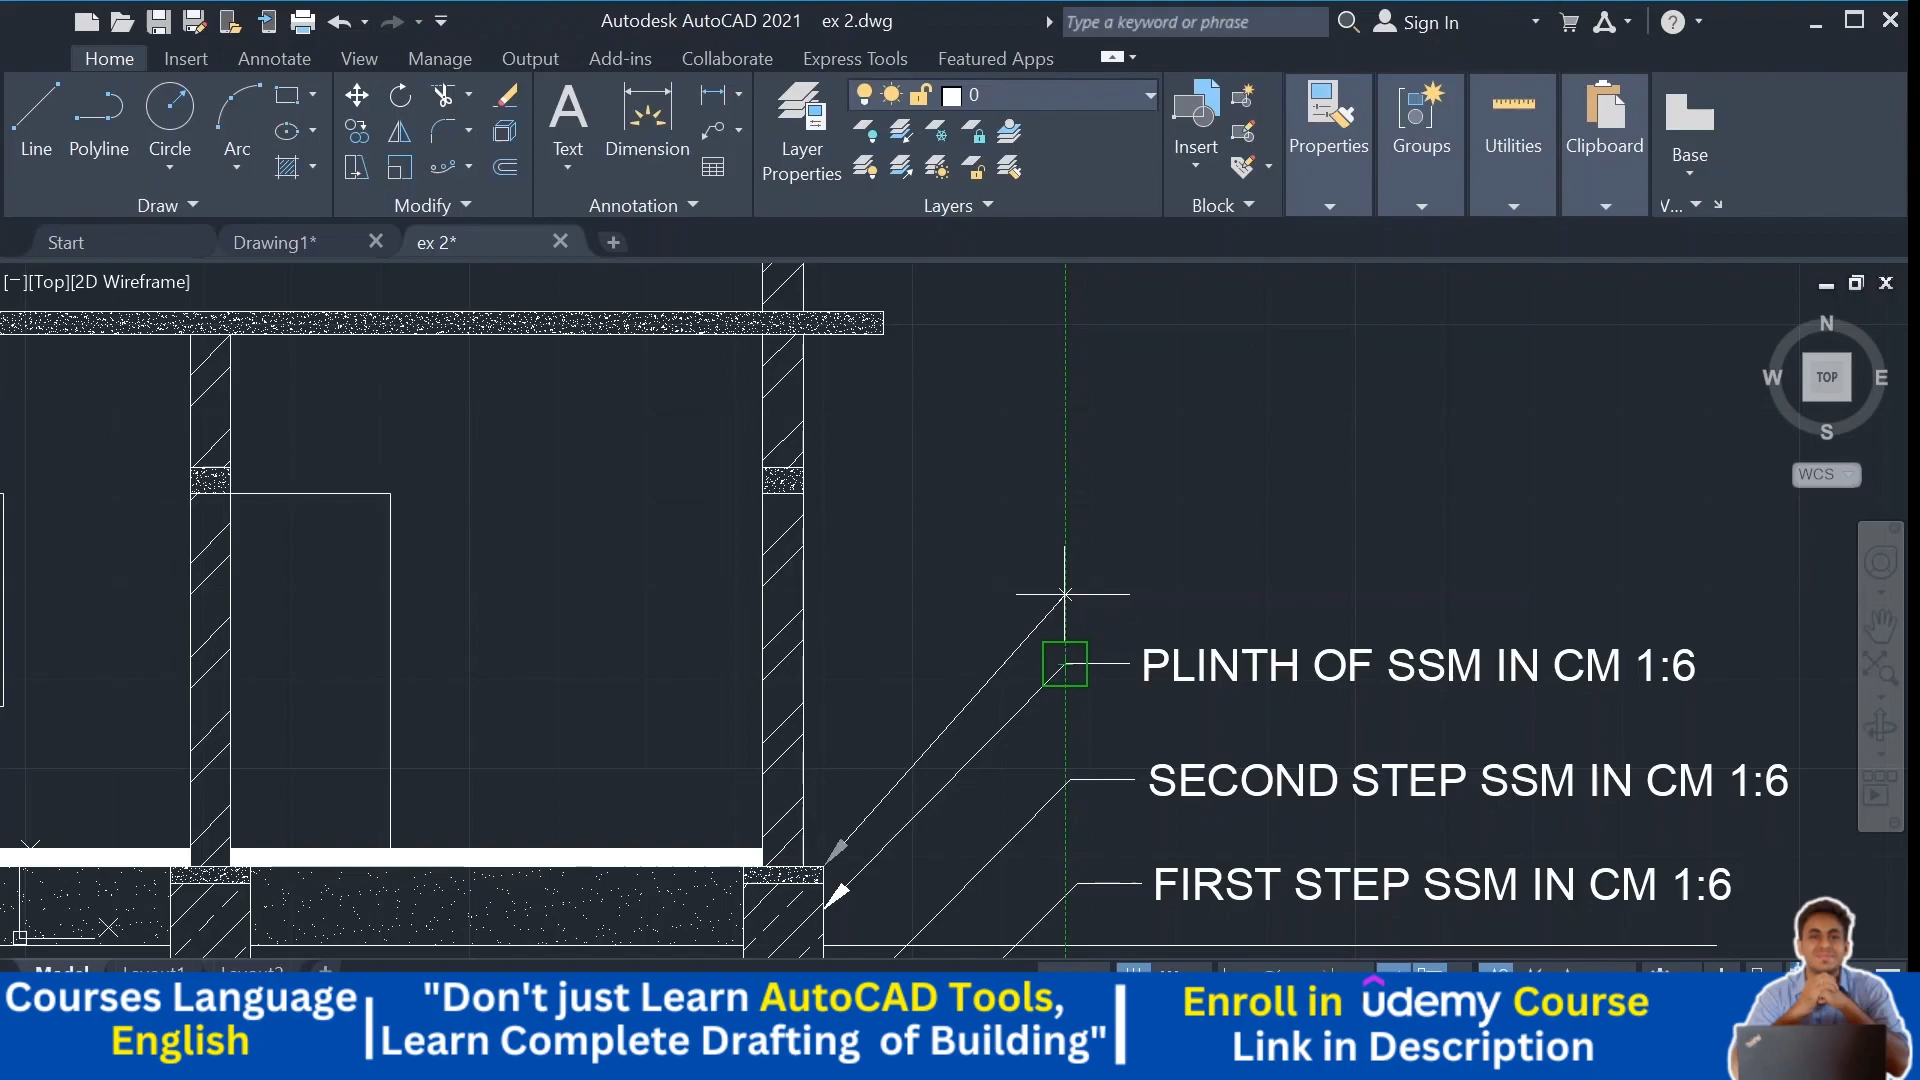 Autodesk AutoCAD 2021 ex 2.dwg
Type a keyword or phrase
Sign In
Home Insert Annotate View Manage Output Add-ins Collaborate Express Tools Featured Apps
0
Line Polyline Circle Arc
Text Dimension
Layer Properties
Insert
Properties Groups Utilities Clipboard
Base
Draw Modify Annotation Layers Block V...
Start Drawing1* ex 2*
[−][Top][2D Wireframe]
N
W TOP E
S
WCS
PLINTH OF SSM IN CM 1:6
SECOND STEP SSM IN CM 1:6
FIRST STEP SSM IN CM 1:6
Courses Language
English
"Don't just Learn AutoCAD Tools,
Learn Complete Drafting of Building"
Enroll in udemy Course
Link in Description